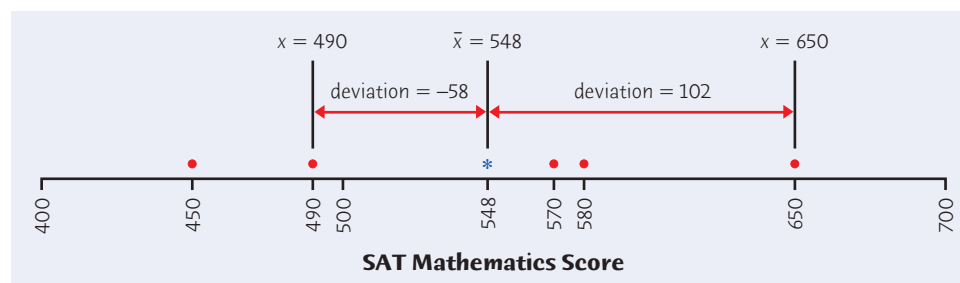 x = 490 x̄ = 548 x = 650
deviation = –58 deviation = 102
*
400 450 490 500 548 570 580 650 700
SAT Mathematics Score